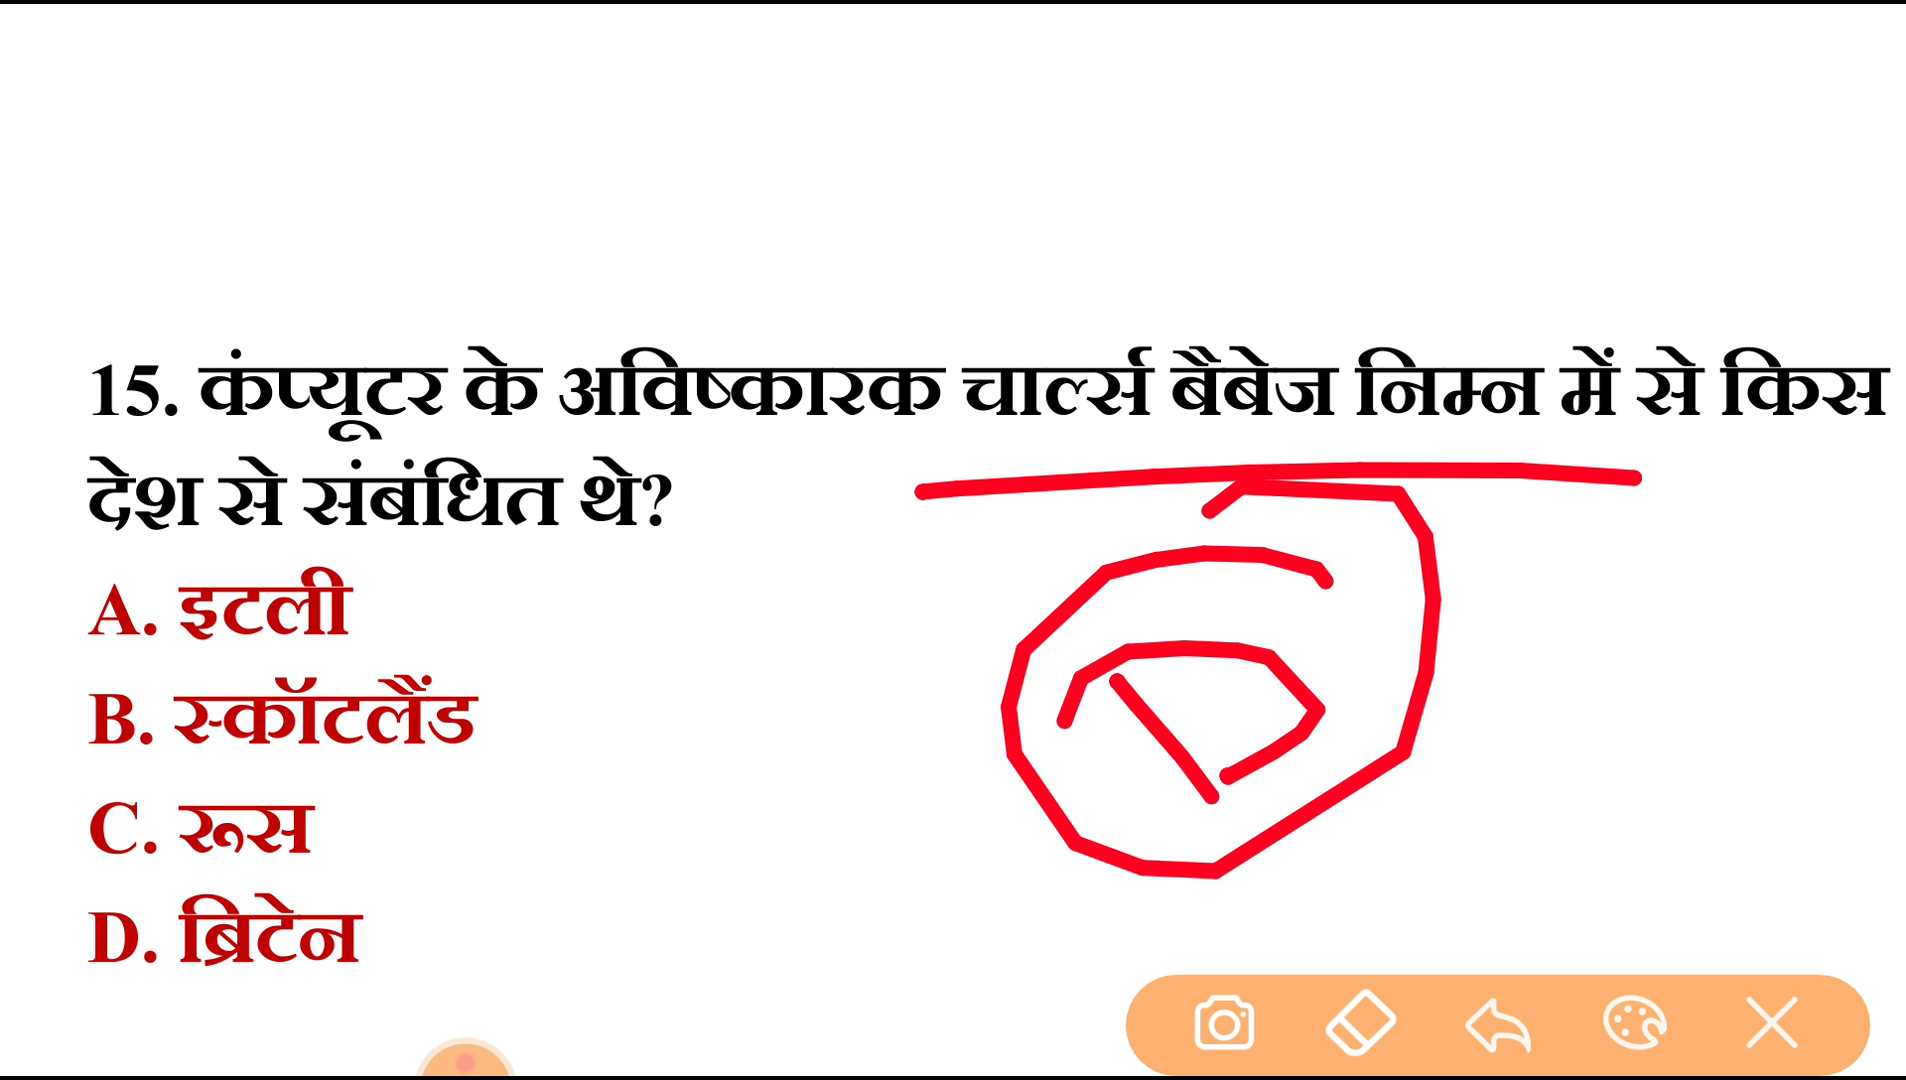 15. कंप्यूटर के अविष्कारक चार्ल्स बैबेज निम्न में से किस
देश से संबंधित थे?
A. इटली
B. स्कॉटलैंड
C. रूस
D. ब्रिटेन
D